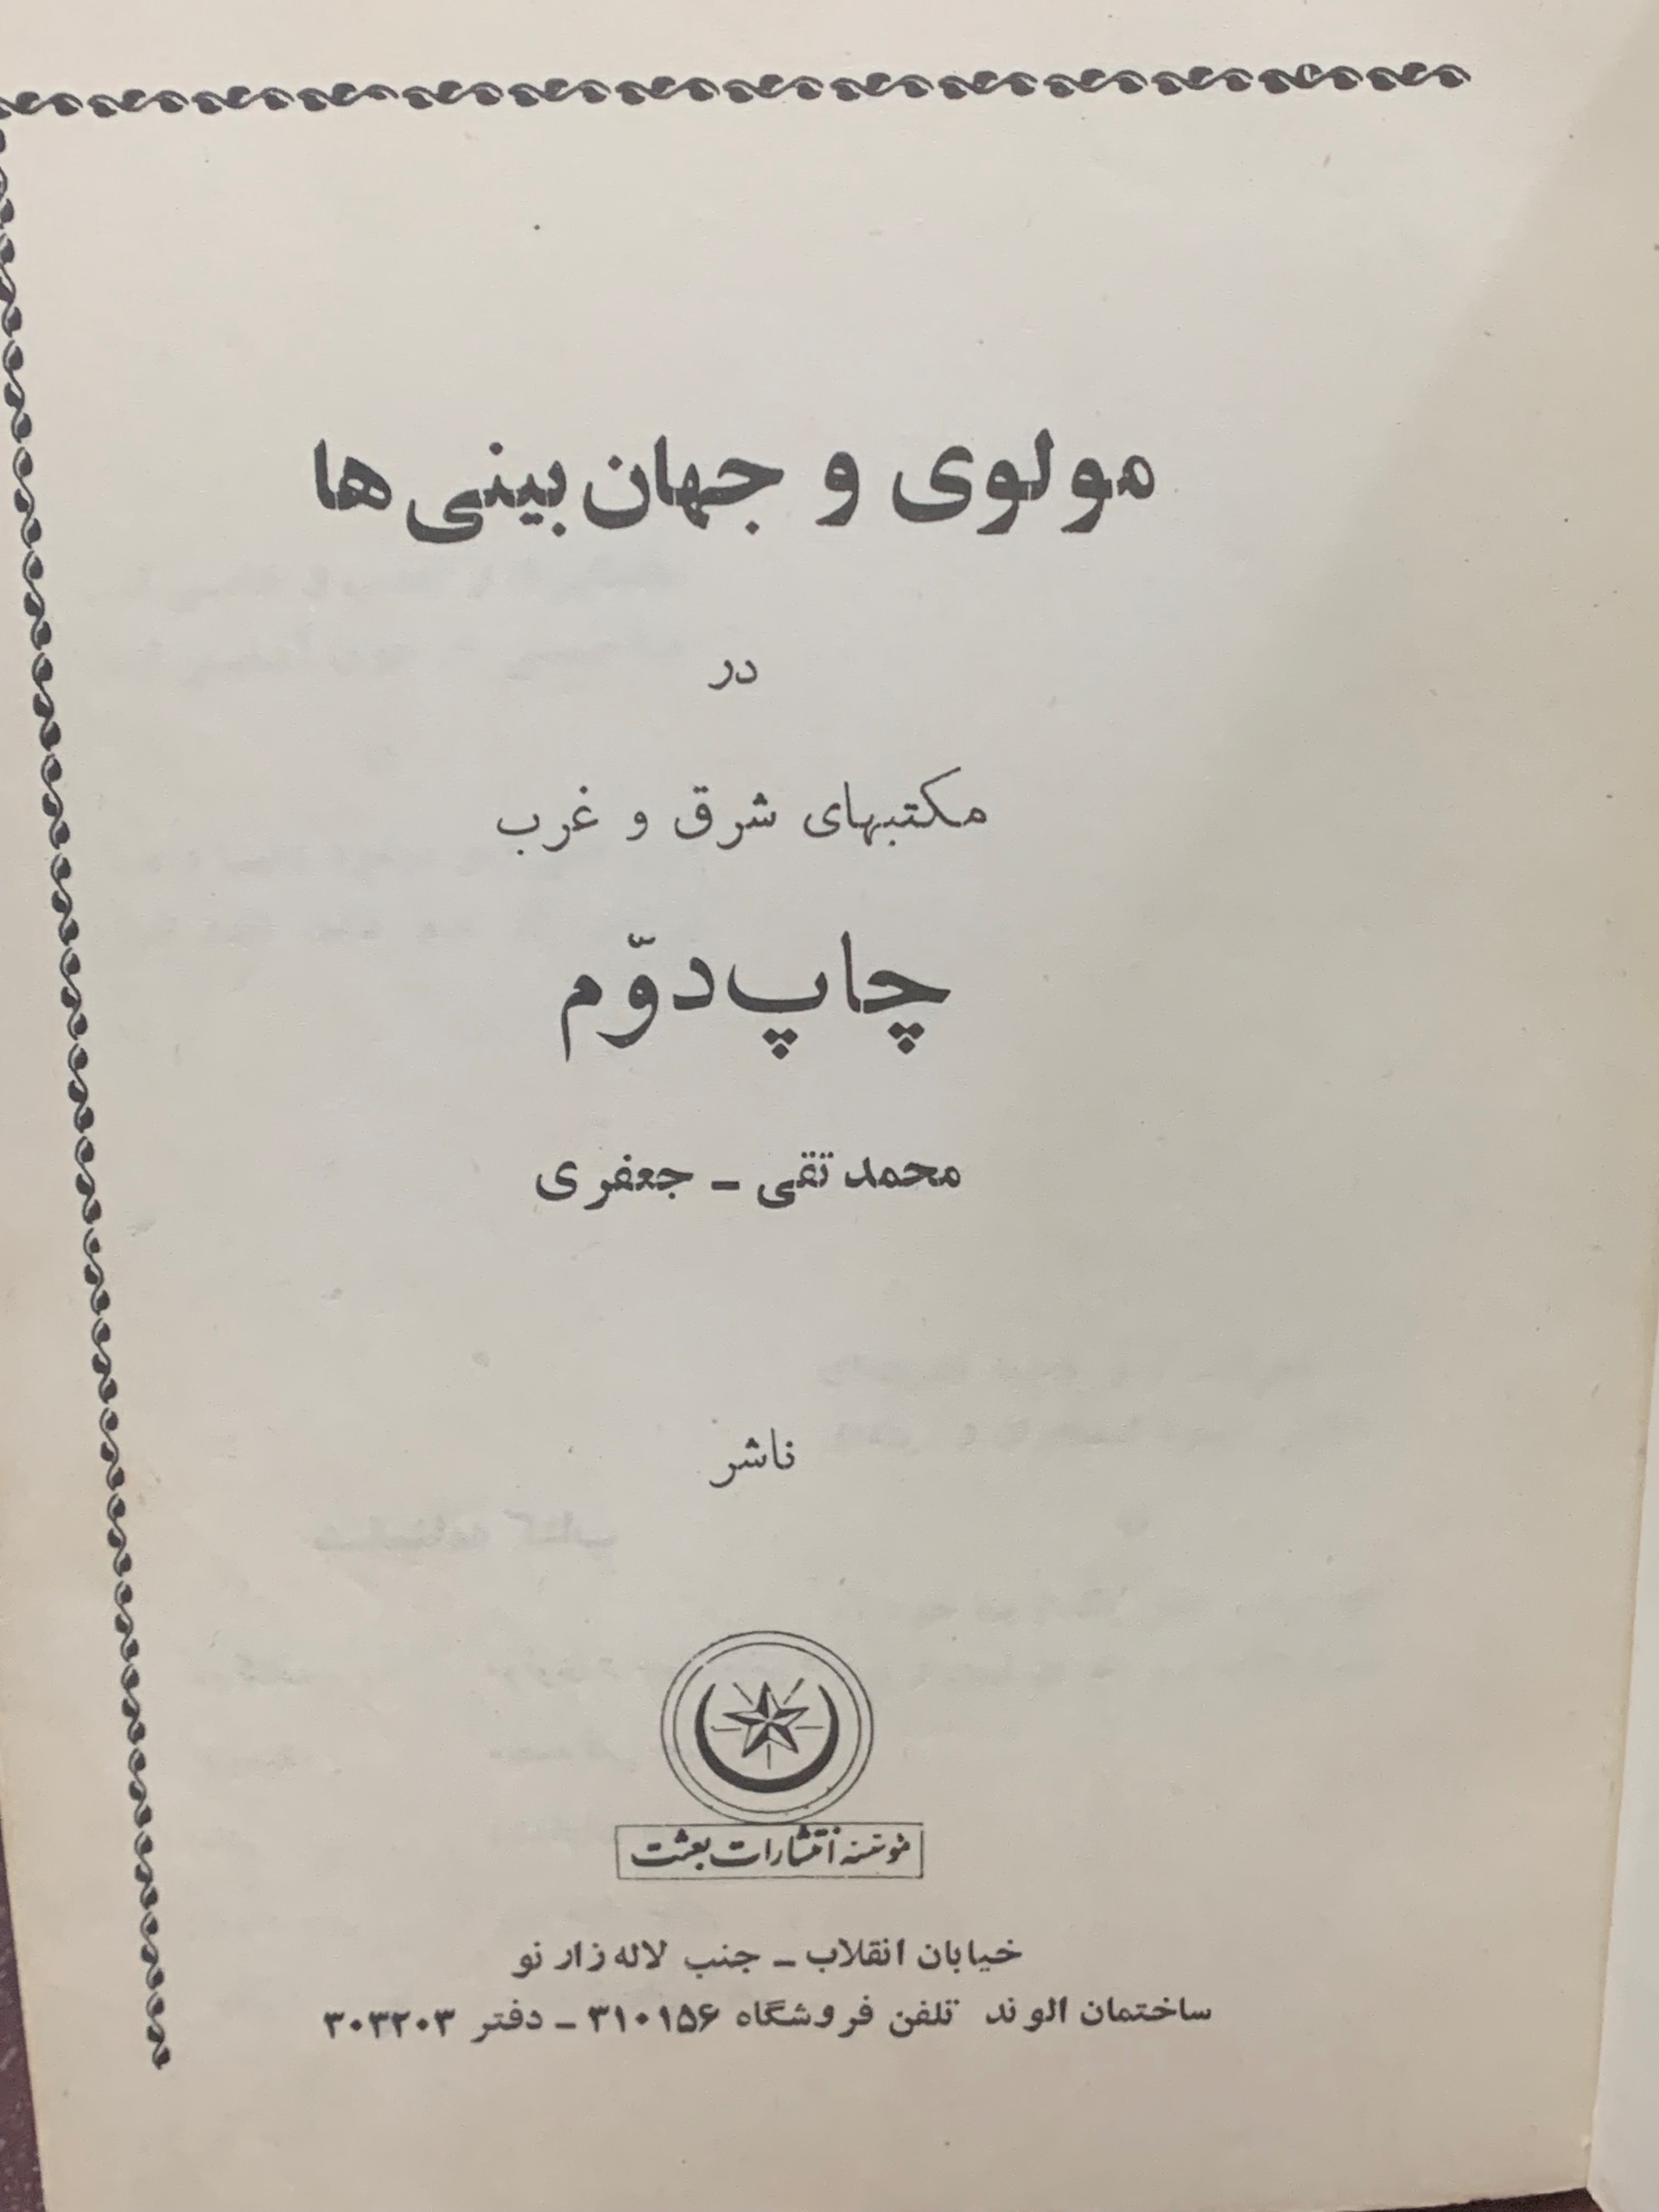 مولوی و جهان بینی ها
در
مکتبهای شرق و غرب
چاپ دوّم
محمد تقی ـ جعفری
ناشر
مؤسسه انتشارات بعثت
خیابان انقلاب ـ جنب لاله زار نو
ساختمان الوند تلفن فروشگاه ۳۱۰۱۵۶ ـ دفتر ۳۰۳۲۰۳